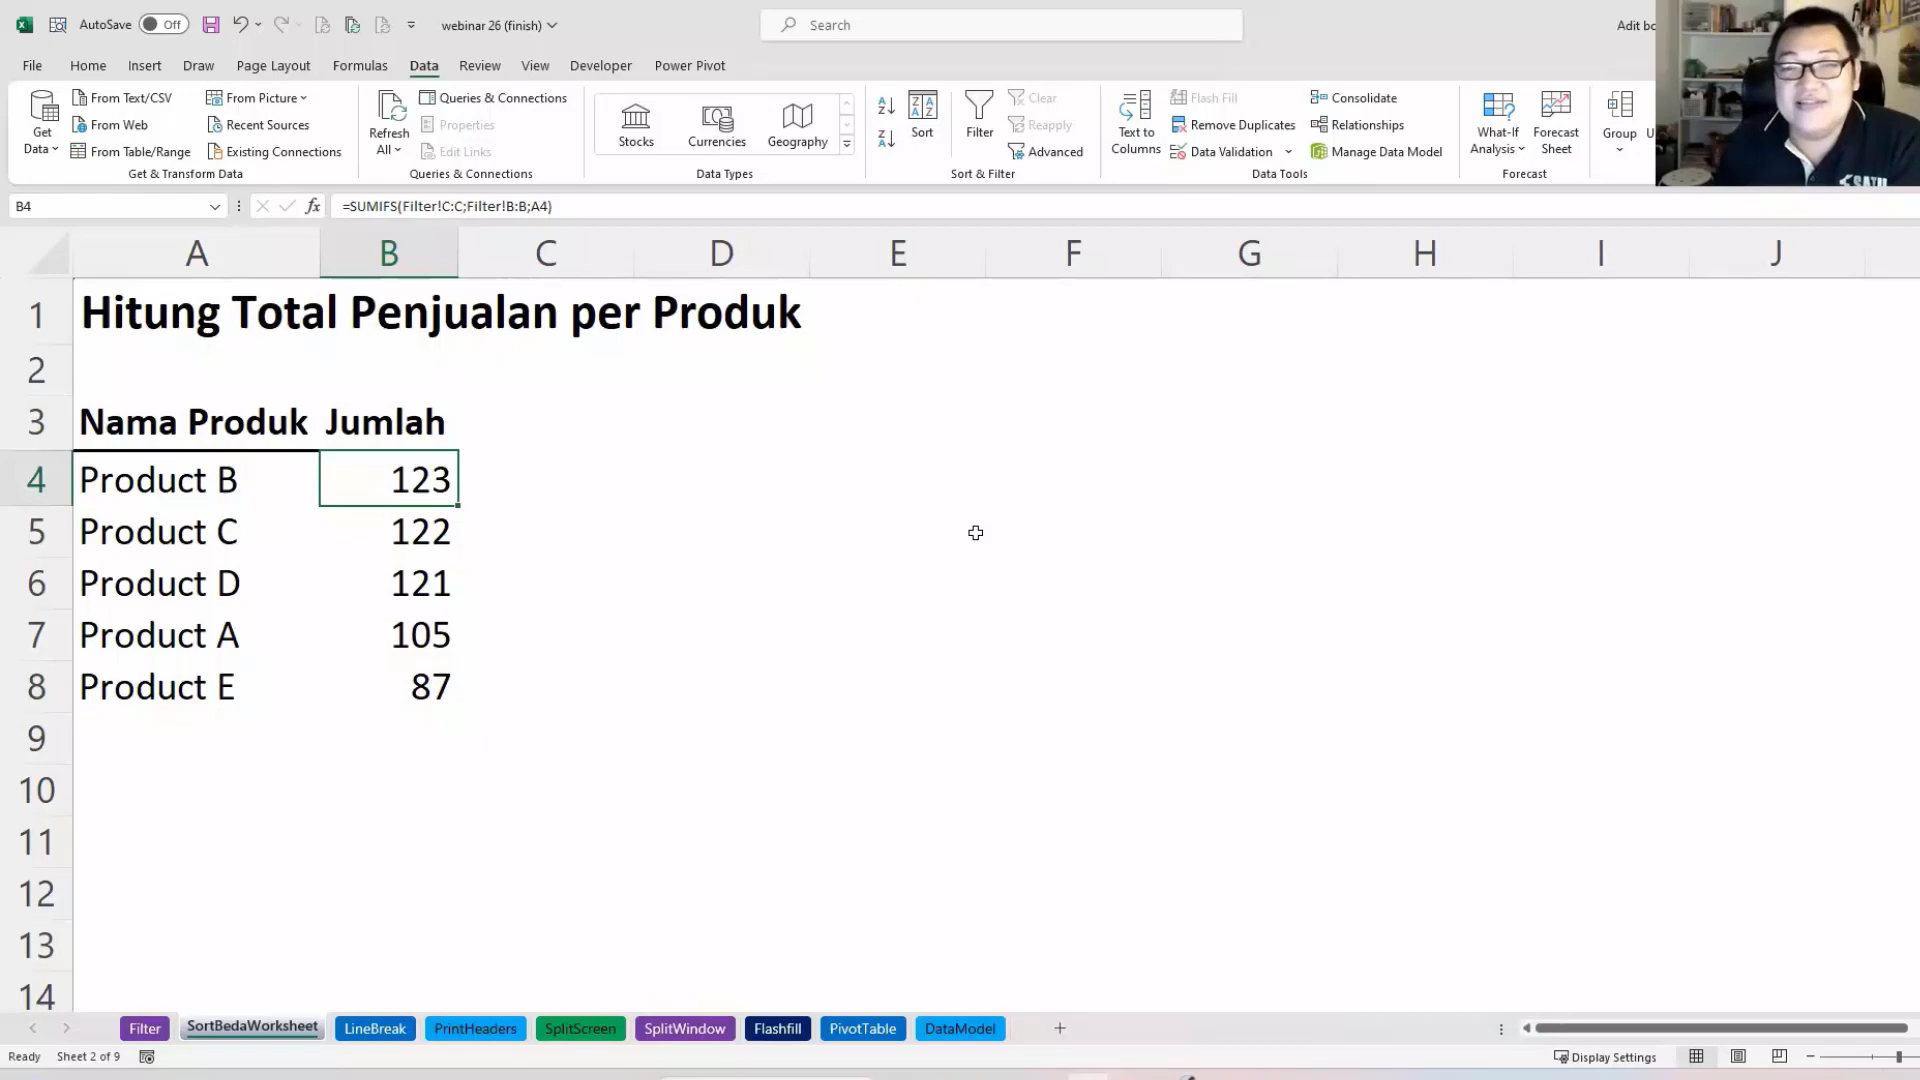 AutoSave Off webinar 26 (finish) Search Adit
File Home Insert Draw Page Layout Formulas Data Review View Developer Power Pivot
Get Data
From Text/CSV
From Web
From Table/Range
From Picture
Recent Sources
Existing Connections
Get & Transform Data
Refresh All
Queries & Connections
Properties
Edit Links
Queries & Connections
Stocks Currencies Geography
Data Types
Sort
Filter
Clear
Reapply
Advanced
Sort & Filter
Text to Columns
Flash Fill
Remove Duplicates
Data Validation
Consolidate
Relationships
Manage Data Model
Data Tools
What-If Analysis
Forecast Sheet
Forecast
Group U
B4 fx =SUMIFS(Filter!C:C;Filter!B:B;A4)
A B C D E F G H I J
1 Hitung Total Penjualan per Produk
2
3 Nama Produk Jumlah
4 Product B 123
5 Product C 122
6 Product D 121
7 Product A 105
8 Product E 87
9
10
11
12
13
14
Filter SortBedaWorksheet LineBreak PrintHeaders SplitScreen SplitWindow Flashfill PivotTable DataModel
Ready Sheet 2 of 9 Display Settings